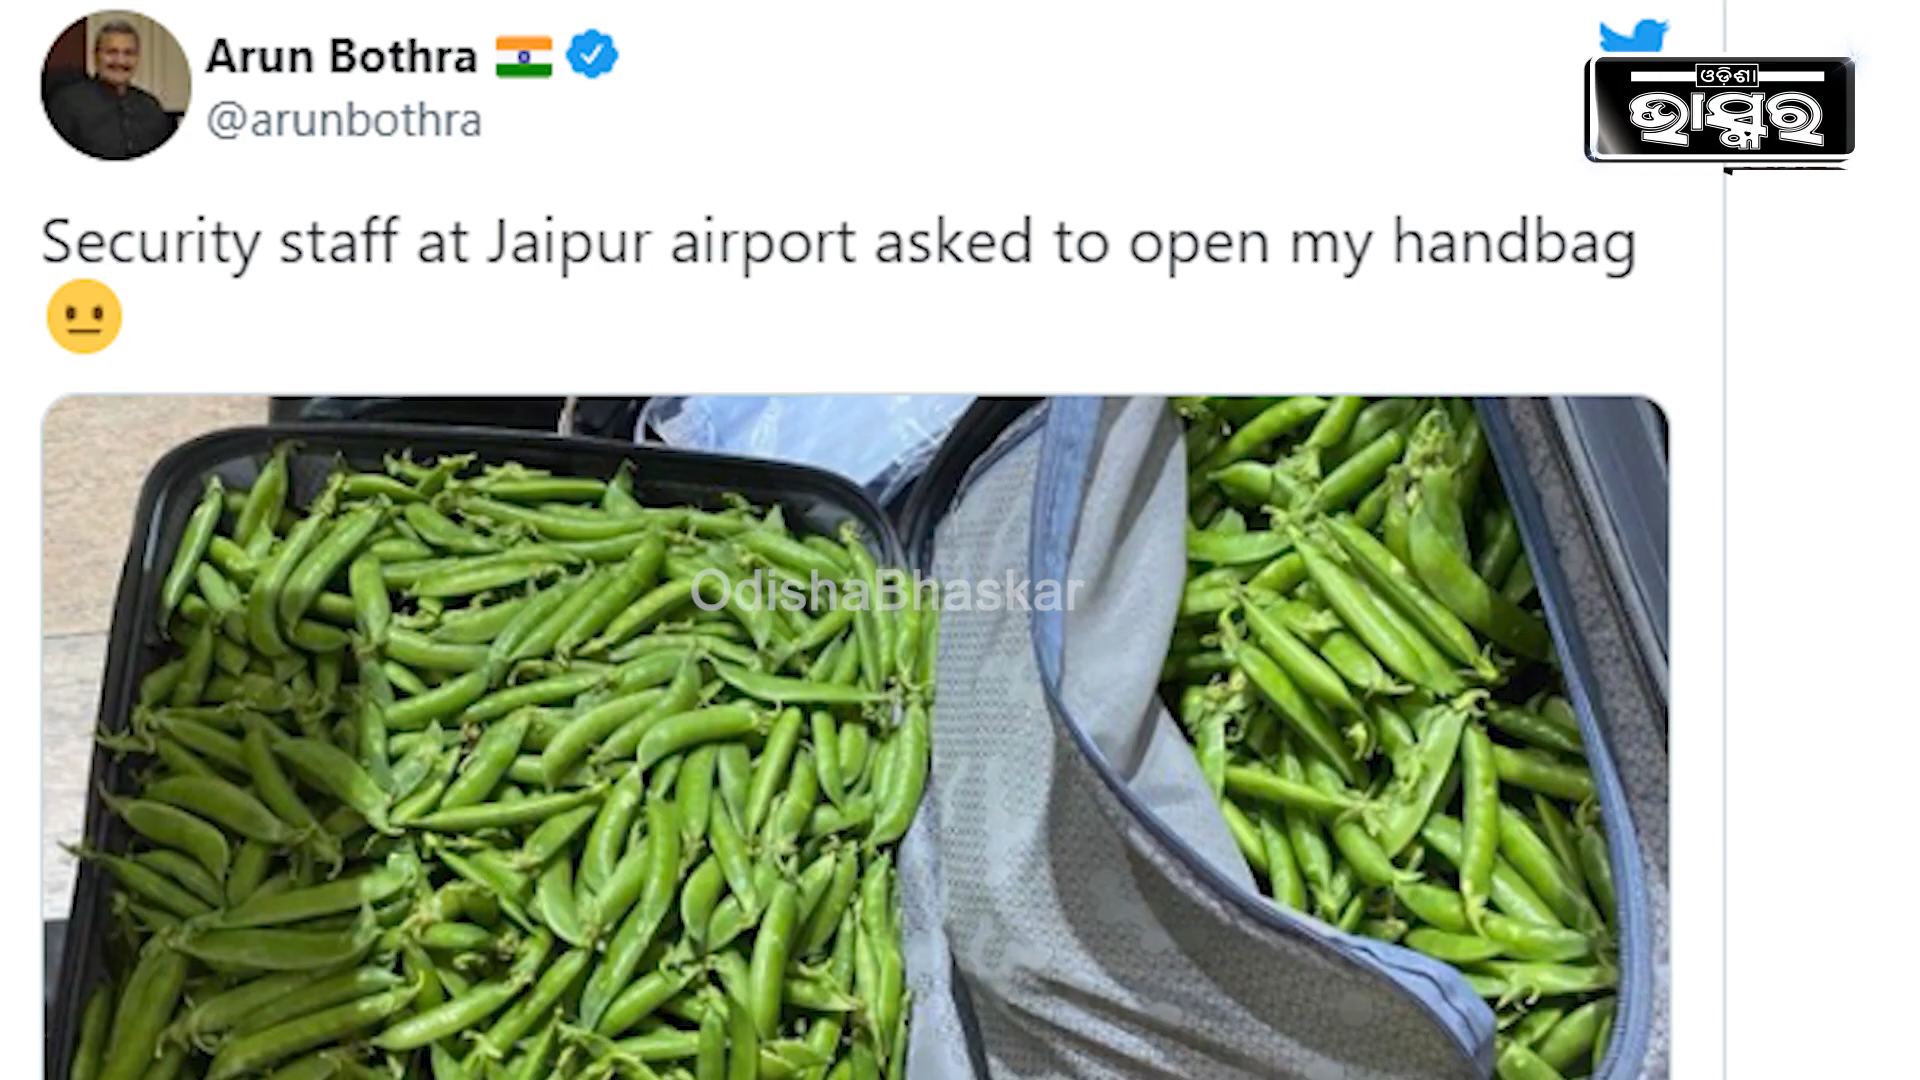 Arun Bothra 🇮🇳
@arunbothra
ଓଡ଼ିଶା
ଭାସ୍କର
Security staff at Jaipur airport asked to open my handbag
😐
OdishaBhaskar